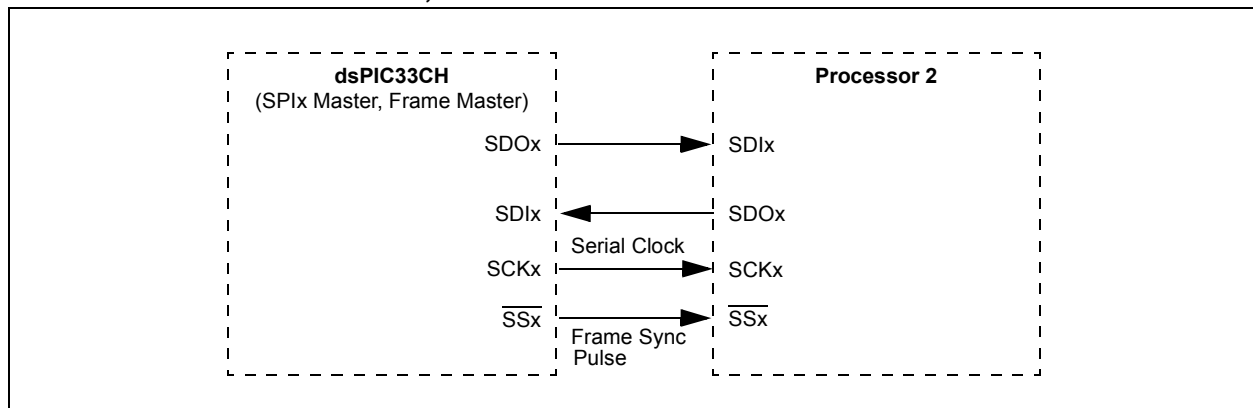 dsPIC33CH
(SPIx Master, Frame Master)
Processor 2
SDOx
SDIx
SDIx
SDOx
Serial Clock
SCKx
SCKx
SSx
SSx
Frame Sync
Pulse